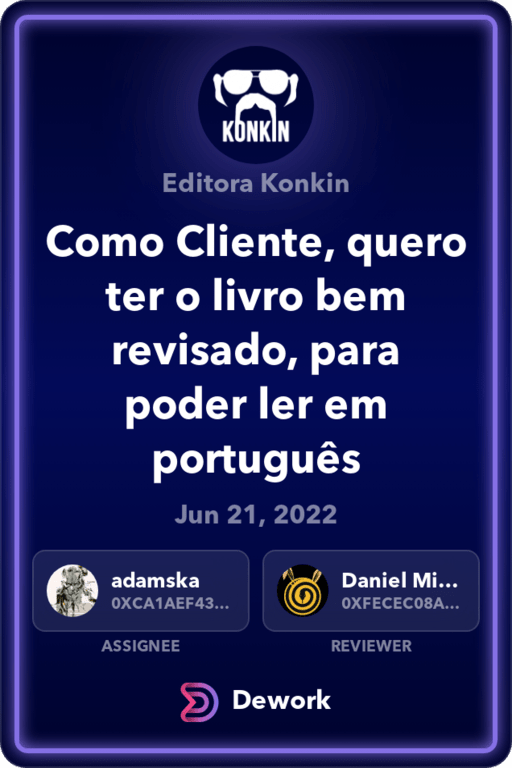 KONKIN
Editora Konkin
Como Cliente, quero
ter o livro bem
revisado, para
poder ler em
português
Jun 21, 2022
adamska
0XCA1AEF43...
ASSIGNEE
Daniel Mi...
0XFECEC08A...
REVIEWER
Dework